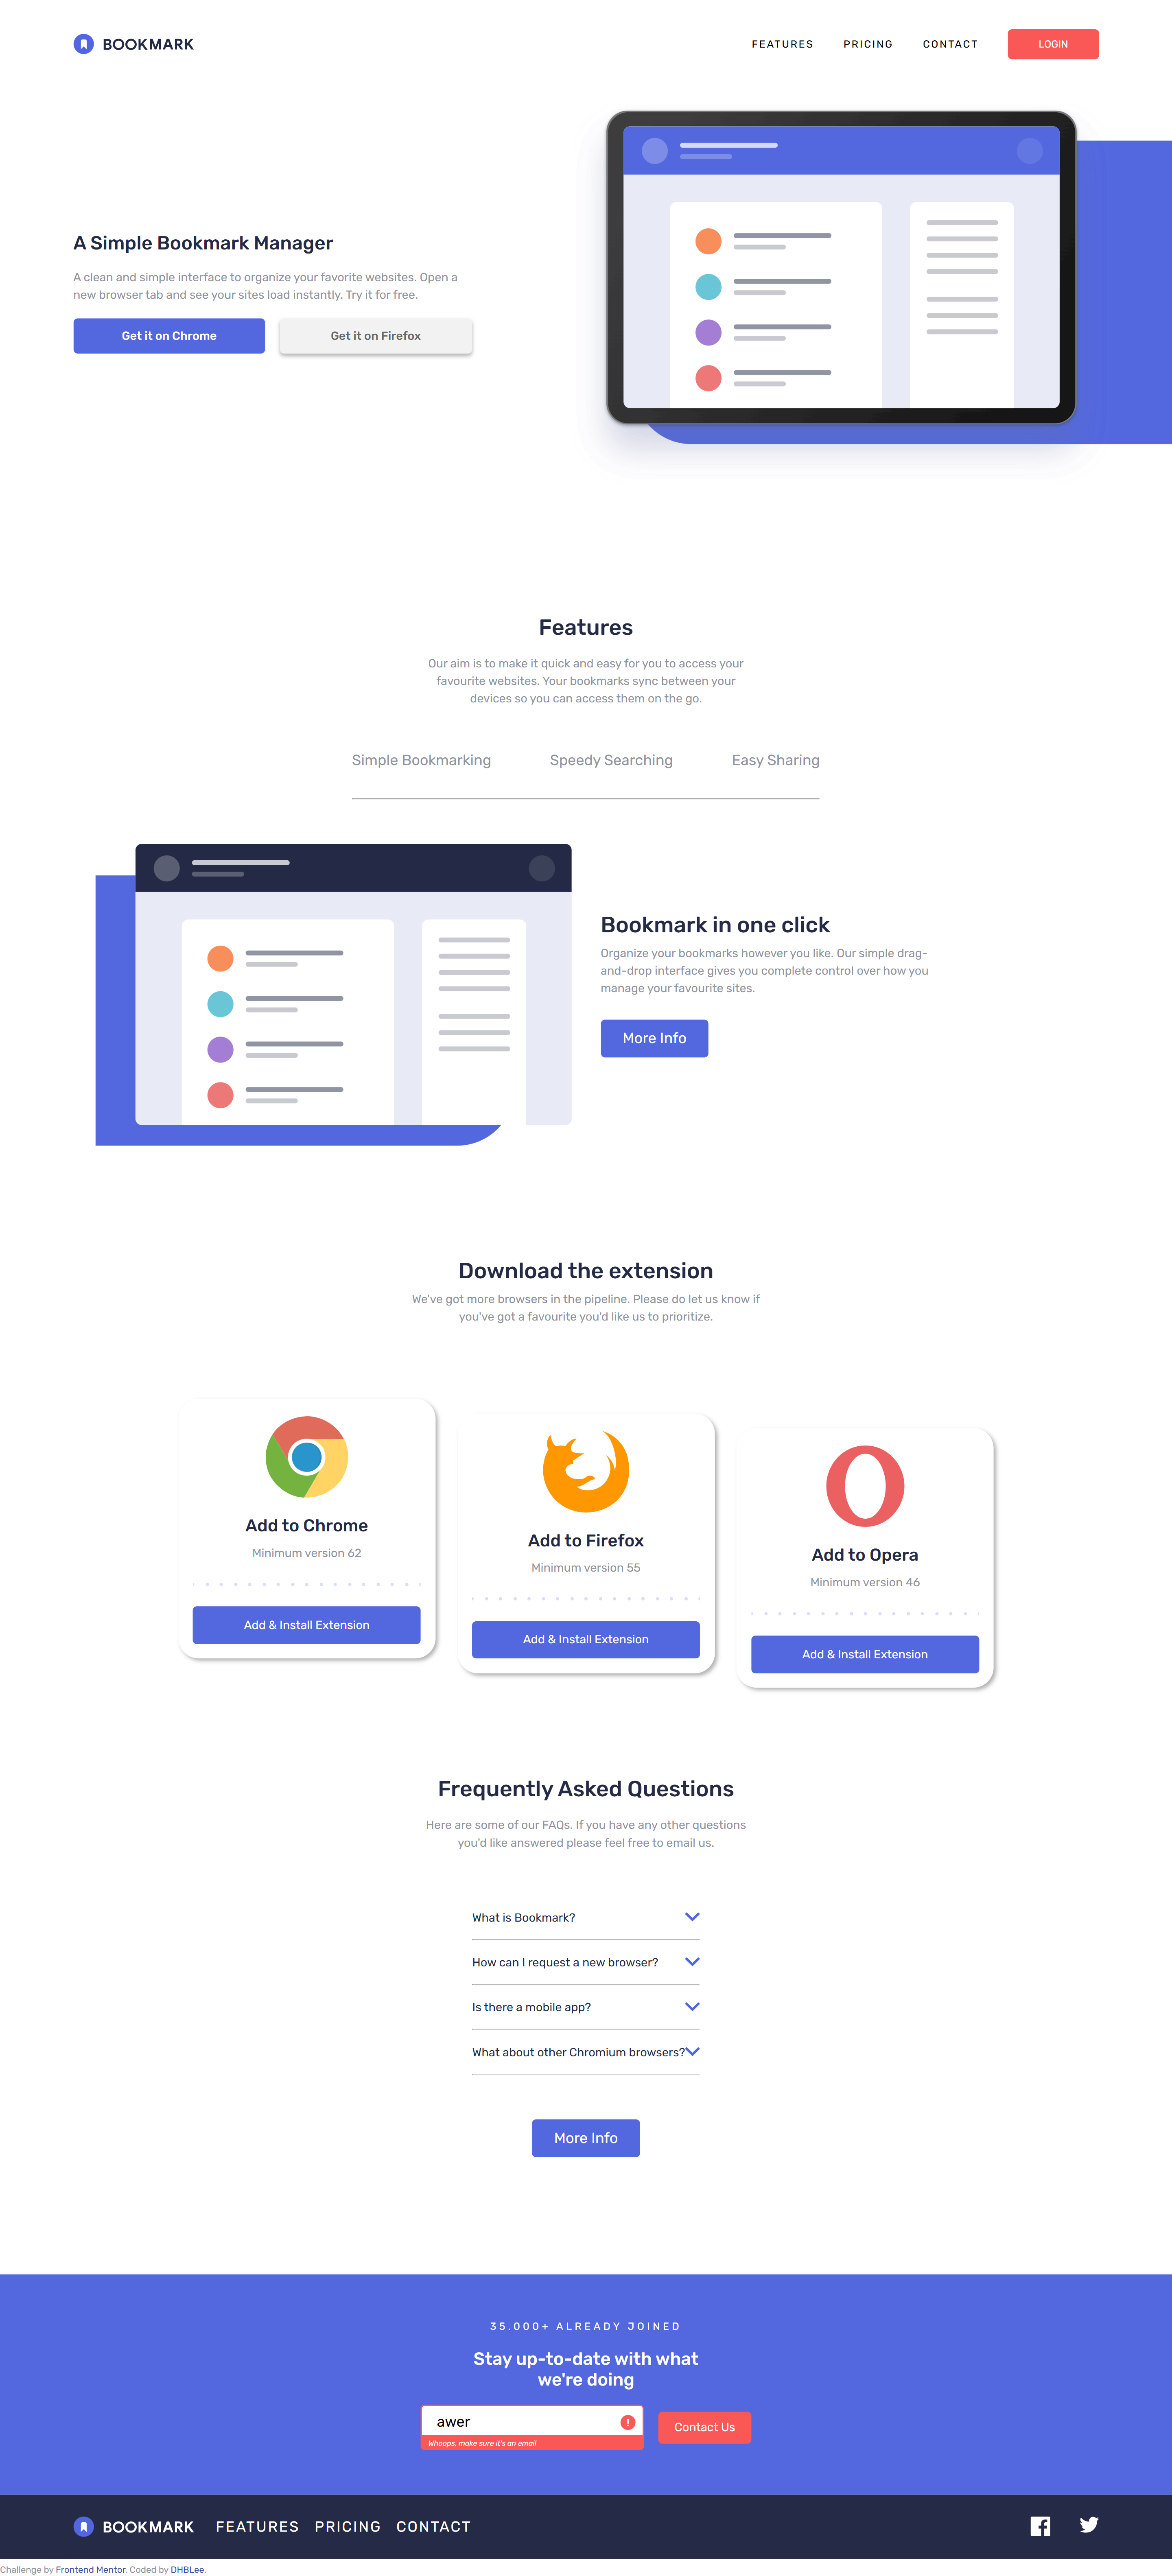 BOOKMARK
FEATURES PRICING CONTACT LOGIN
A Simple Bookmark Manager
A clean and simple interface to organize your favorite websites. Open a
new browser tab and see your sites load instantly. Try it for free.
Get it on Chrome Get it on Firefox
Features
Our aim is to make it quick and easy for you to access your
favourite websites. Your bookmarks sync between your
devices so you can access them on the go.
Simple Bookmarking Speedy Searching Easy Sharing
Bookmark in one click
Organize your bookmarks however you like. Our simple drag-
and-drop interface gives you complete control over how you
manage your favourite sites.
More Info
Download the extension
We've got more browsers in the pipeline. Please do let us know if
you've got a favourite you'd like us to prioritize.
Add to Chrome
Minimum version 62
Add & Install Extension
Add to Firefox
Minimum version 55
Add & Install Extension
Add to Opera
Minimum version 46
Add & Install Extension
Frequently Asked Questions
Here are some of our FAQs. If you have any other questions
you'd like answered please feel free to email us.
What is Bookmark?
How can I request a new browser?
Is there a mobile app?
What about other Chromium browsers?
More Info
35.000+ ALREADY JOINED
Stay up-to-date with what
we're doing
awer
Whoops, make sure it's an email
Contact Us
BOOKMARK FEATURES PRICING CONTACT
Challenge by Frontend Mentor. Coded by DHBLee.